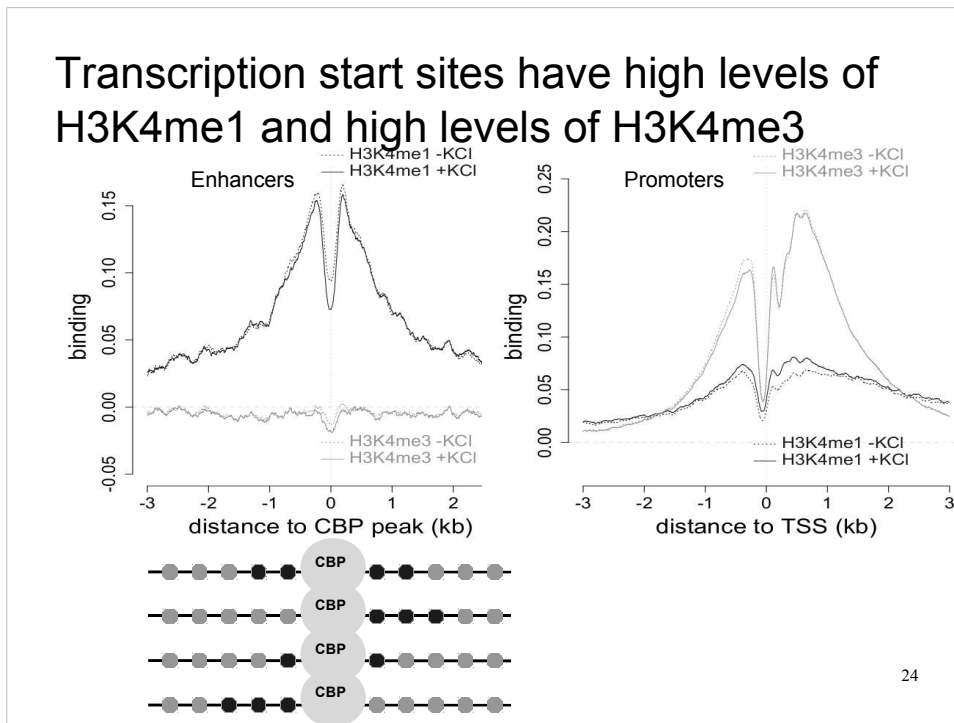 Transcription start sites have high levels of
H3K4me1 and high levels of H3K4me3
Enhancers
H3K4me1 -KCl
H3K4me1 +KCl
binding
0.15
0.10
0.05
0.00
-0.05
H3K4me3 -KCl
H3K4me3 +KCl
-3
-2
-1
0
1
2
distance to CBP peak (kb)
Promoters
H3K4me3 -KCl
H3K4me3 +KCl
binding
0.25
0.20
0.15
0.10
0.05
0.00
H3K4me1 -KCl
H3K4me1 +KCl
-3
-2
-1
0
1
2
3
distance to TSS (kb)
CBP
CBP
CBP
CBP
24